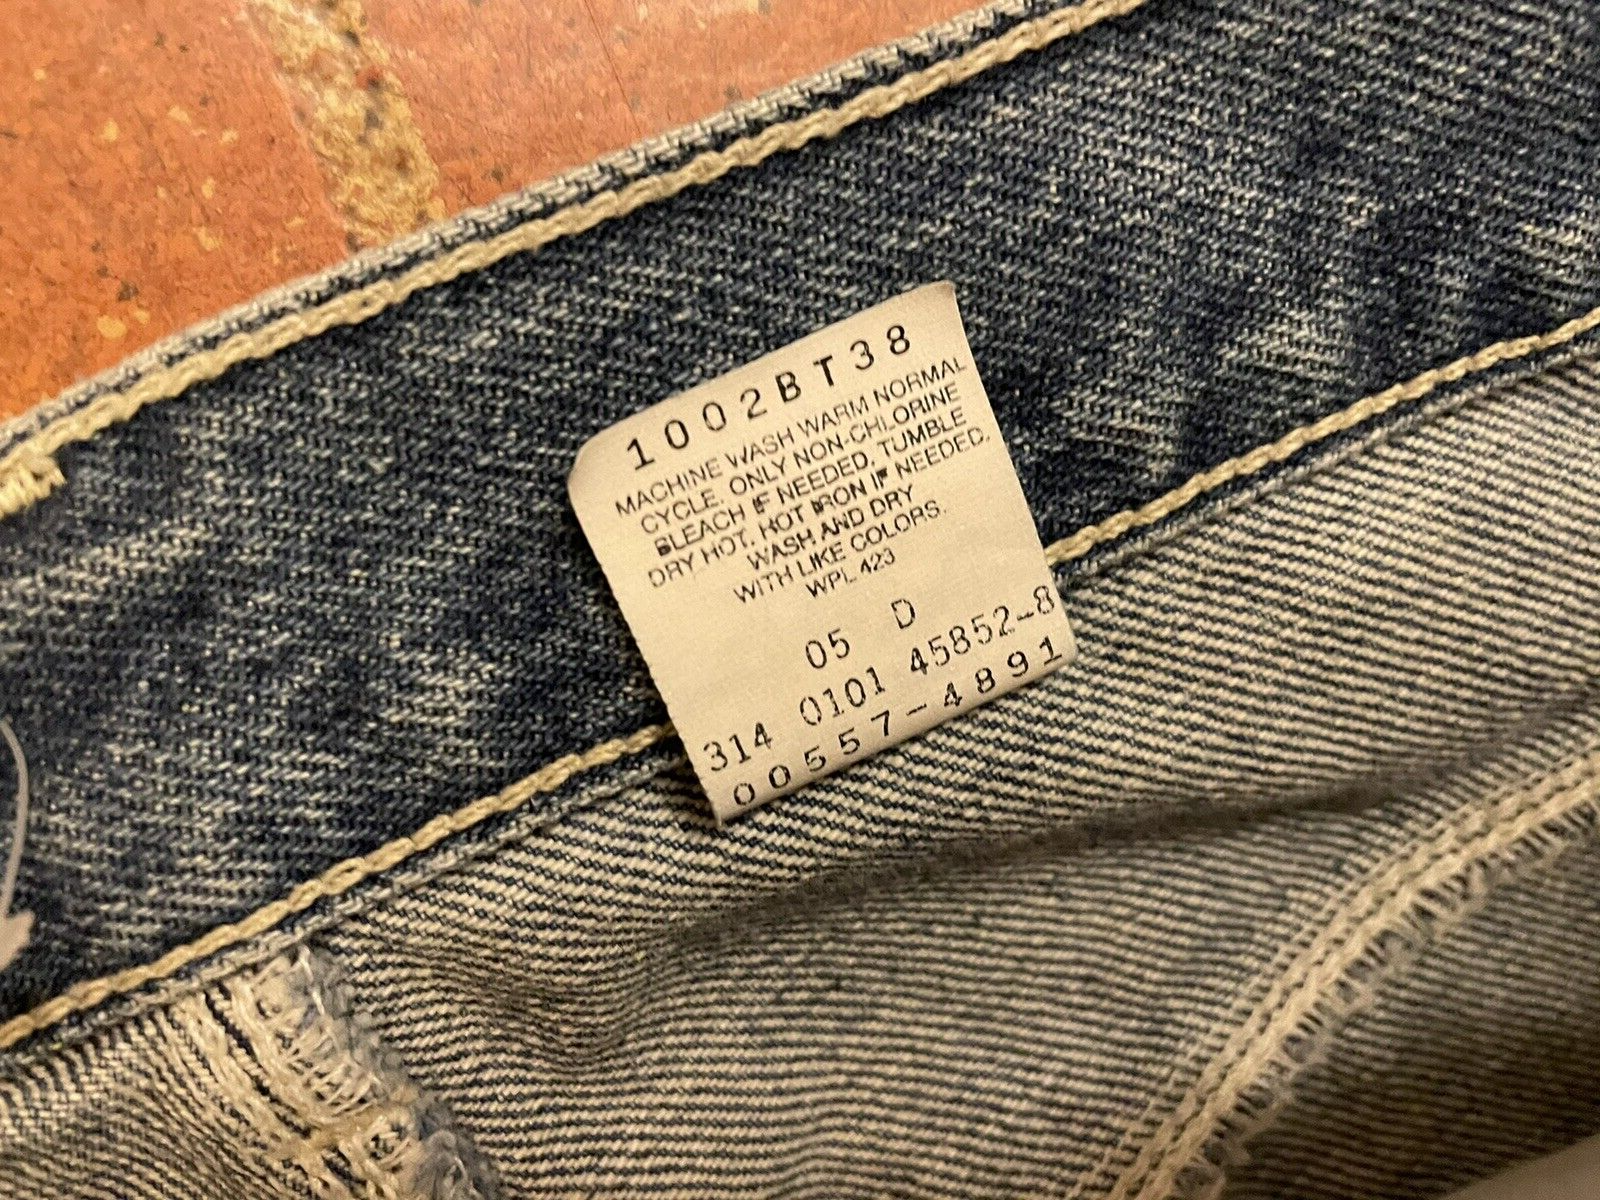 1002BT38
MACHINE WASH WARM NORMAL
CYCLE. ONLY NON-CHLORINE
BLEACH IF NEEDED. TUMBLE
DRY HOT. HOT IRON IF NEEDED.
WASH AND DRY
WITH LIKE COLORS.
WPL 423
05 D
314 0101 45852-8
00557-4891